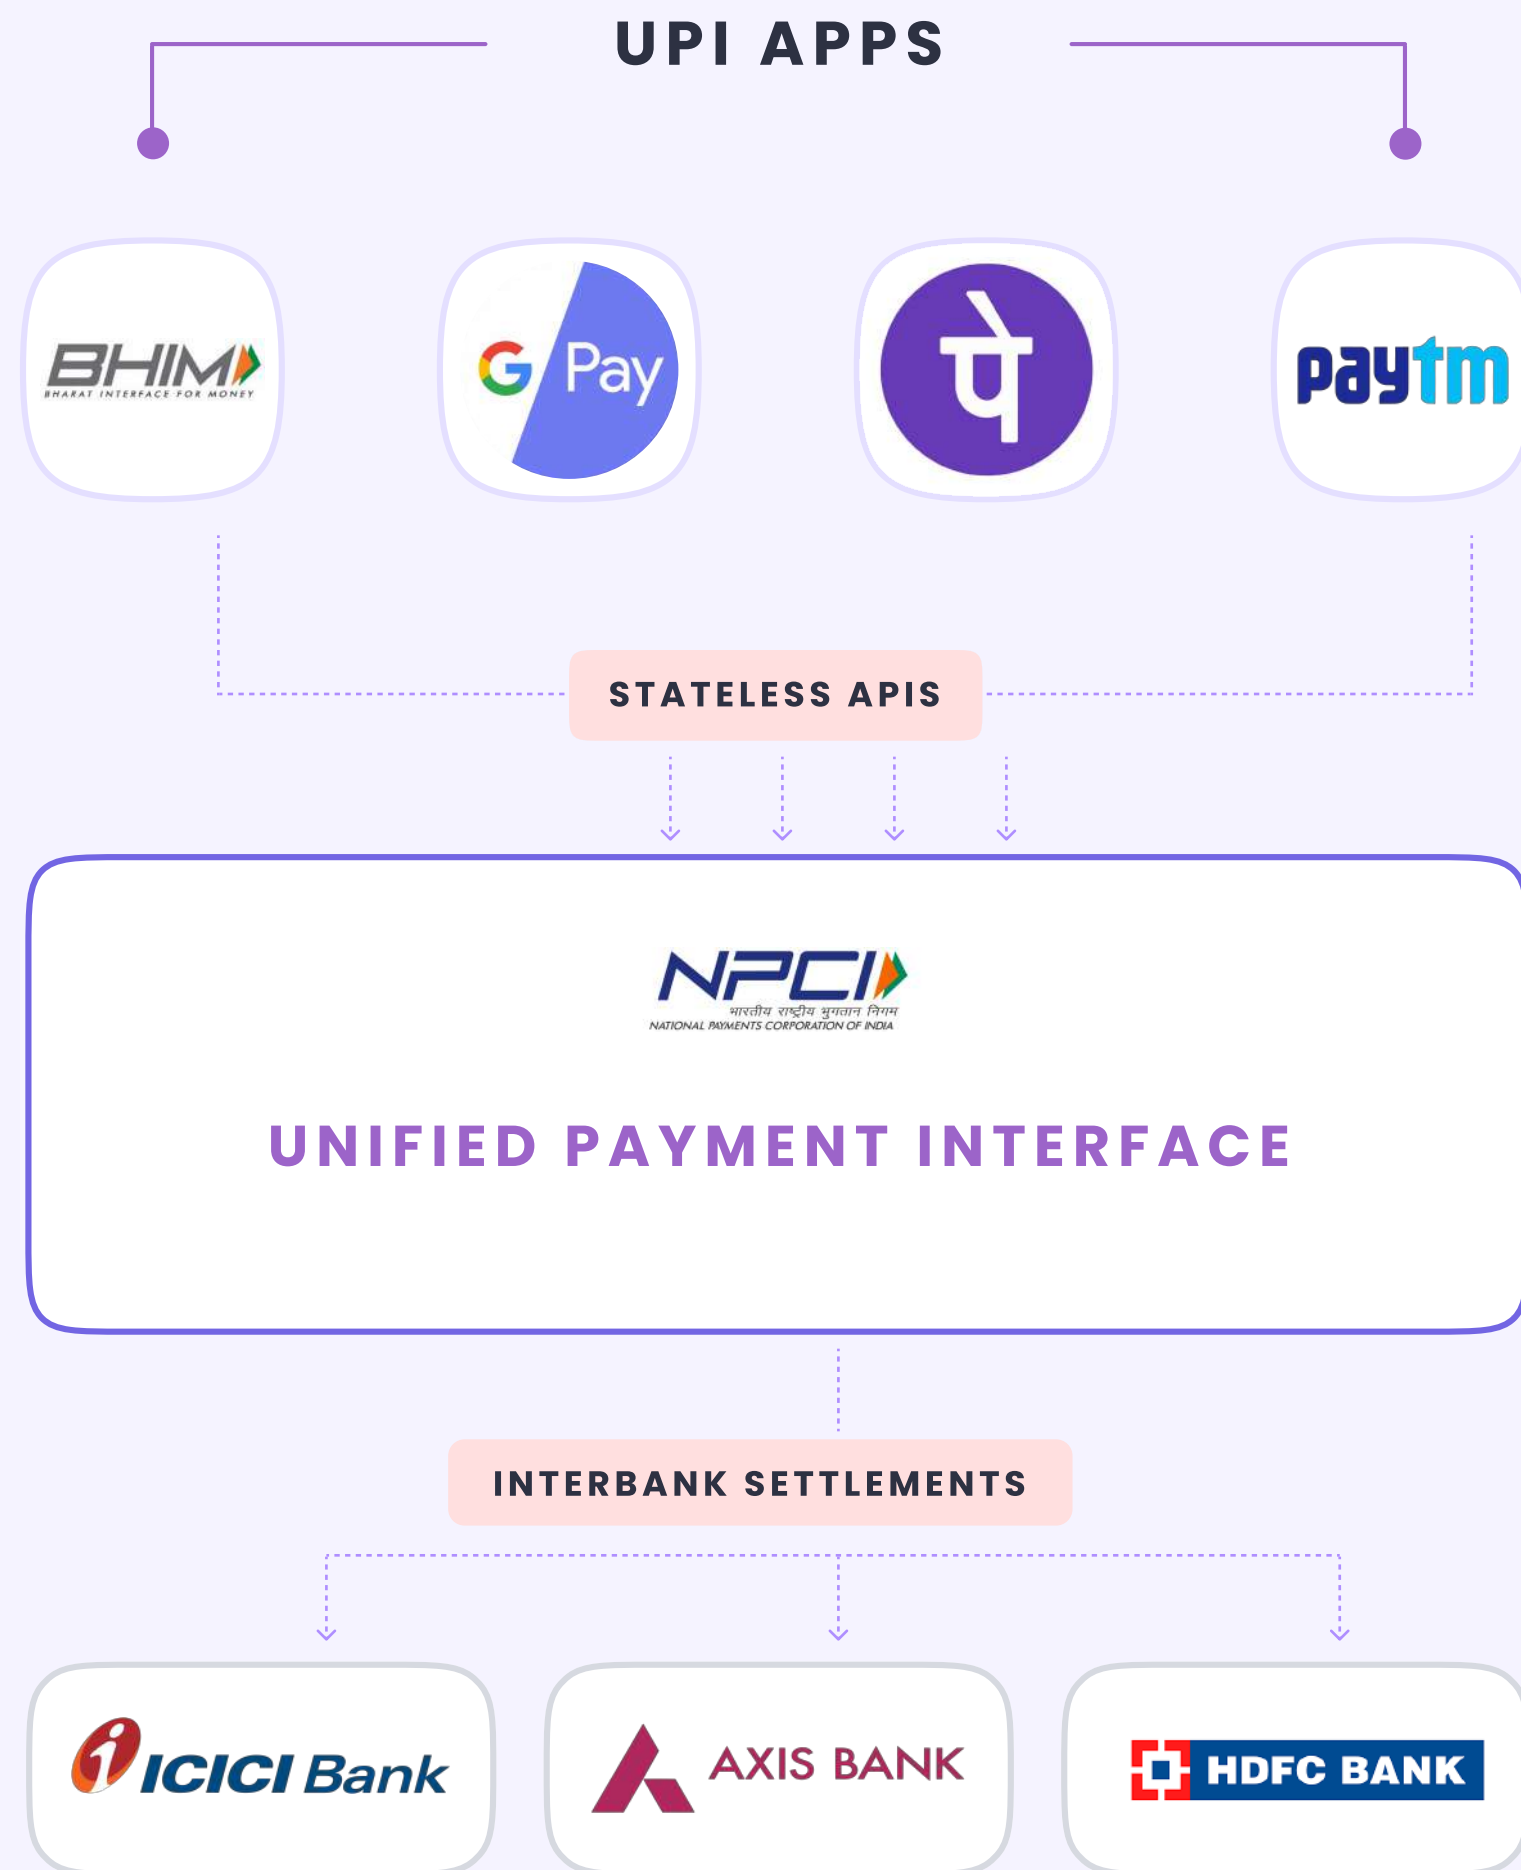 UPI APPS
BHIM
BHARAT INTERFACE FOR MONEY
G Pay
पे
paytm
STATELESS APIS
NPCI
भारतीय राष्ट्रीय भुगतान निगम
NATIONAL PAYMENTS CORPORATION OF INDIA
UNIFIED PAYMENT INTERFACE
INTERBANK SETTLEMENTS
ICICI Bank
AXIS BANK
HDFC BANK